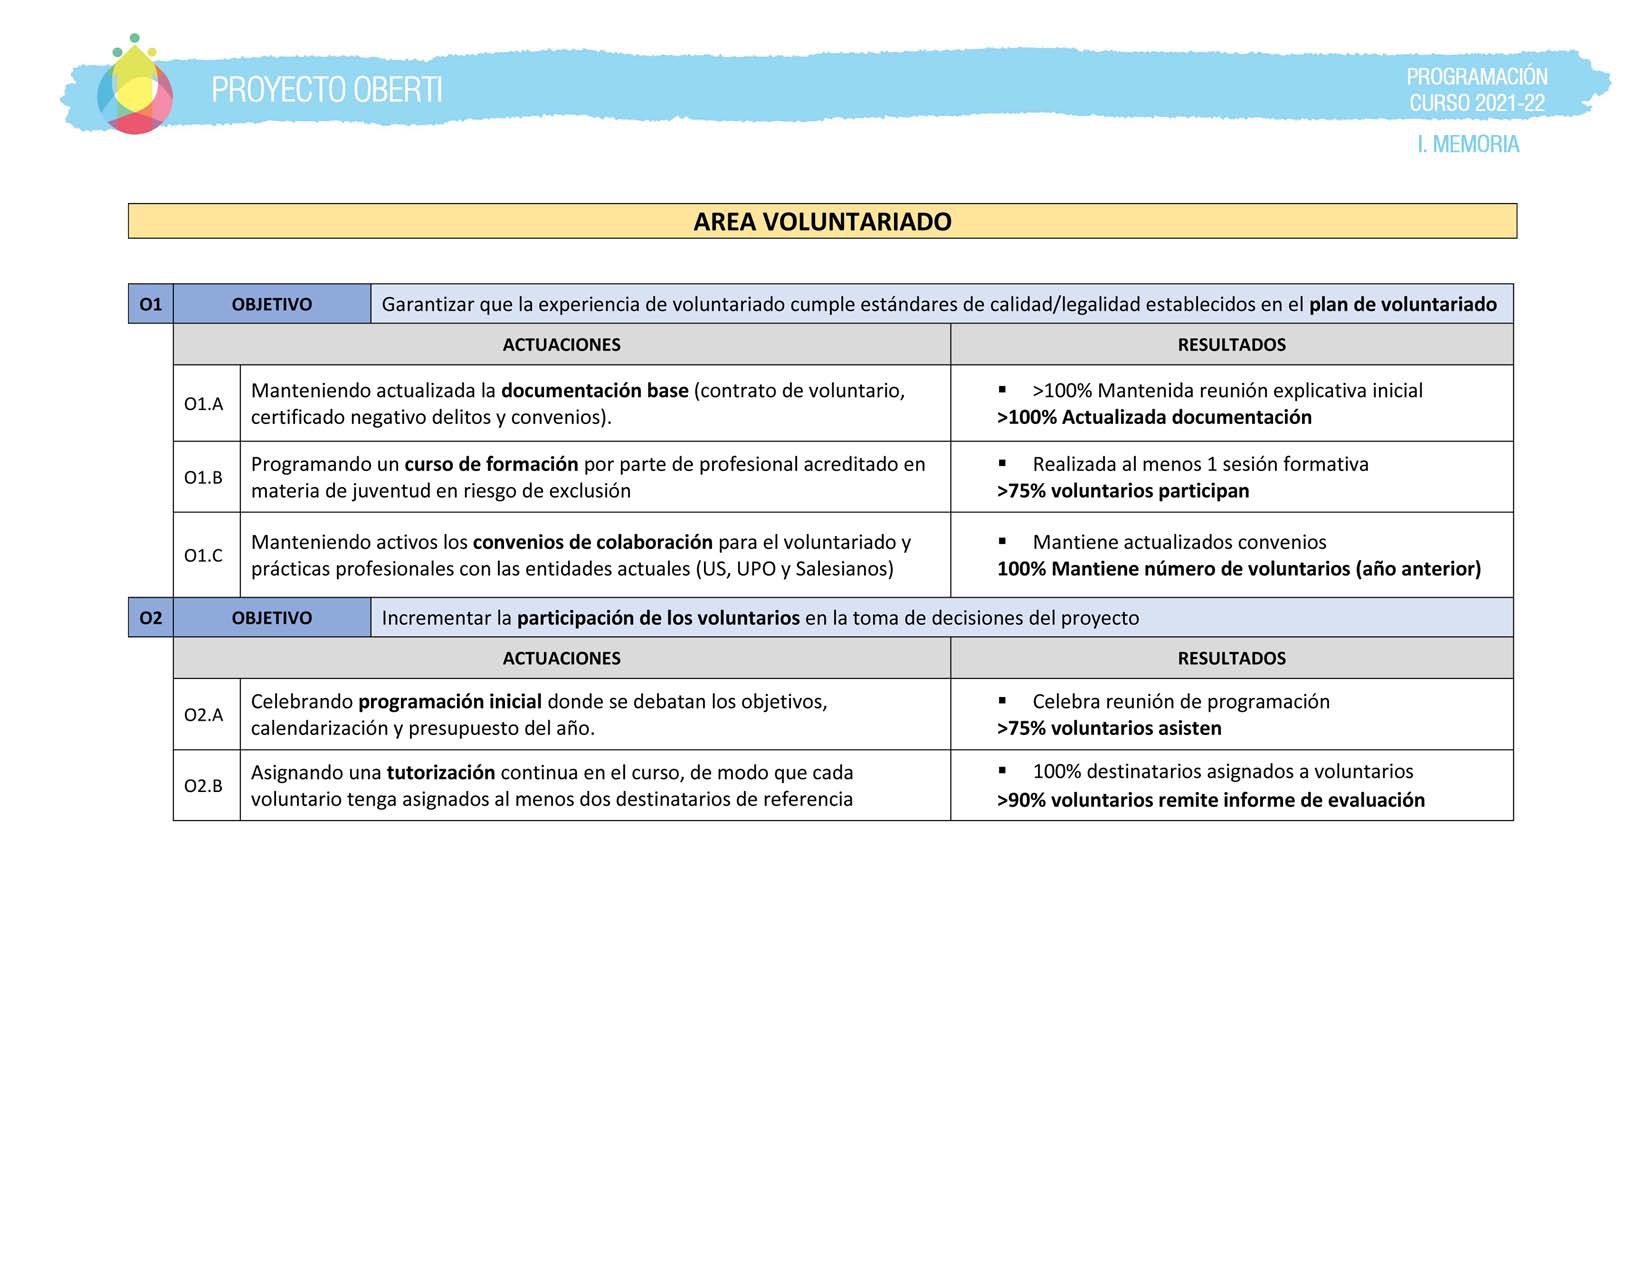 PROYECTO OBERTI
PROGRAMACIÓN
CURSO 2021-22
I. MEMORIA
AREA VOLUNTARIADO
O1 OBJETIVO Garantizar que la experiencia de voluntariado cumple estándares de calidad/legalidad establecidos en el plan de voluntariado
ACTUACIONES RESULTADOS
O1.A
Manteniendo actualizada la documentación base (contrato de voluntario,
certificado negativo delitos y convenios).
▪ >100% Mantenida reunión explicativa inicial
>100% Actualizada documentación
O1.B
Programando un curso de formación por parte de profesional acreditado en
materia de juventud en riesgo de exclusión
▪ Realizada al menos 1 sesión formativa
>75% voluntarios participan
O1.C
Manteniendo activos los convenios de colaboración para el voluntariado y
prácticas profesionales con las entidades actuales (US, UPO y Salesianos)
▪ Mantiene actualizados convenios
100% Mantiene número de voluntarios (año anterior)
O2 OBJETIVO Incrementar la participación de los voluntarios en la toma de decisiones del proyecto
ACTUACIONES RESULTADOS
O2.A
Celebrando programación inicial donde se debatan los objetivos,
calendarización y presupuesto del año.
▪ Celebra reunión de programación
>75% voluntarios asisten
O2.B
Asignando una tutorización continua en el curso, de modo que cada
voluntario tenga asignados al menos dos destinatarios de referencia
▪ 100% destinatarios asignados a voluntarios
>90% voluntarios remite informe de evaluación